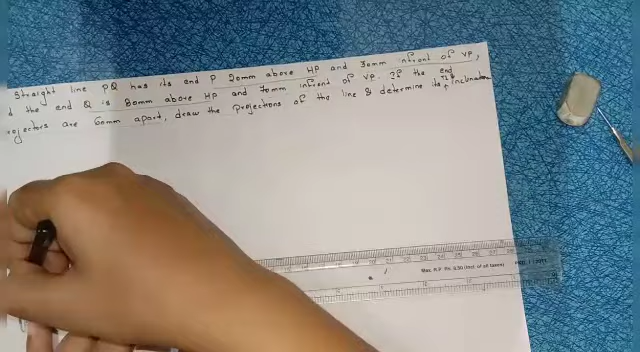 Straight line PQ has its end P 20mm above HP and 30mm infront of VP,
the end Q is 80mm above HP and 70mm infront of VP. If the end
are 60mm apart, draw the projections of the line & determine its inclination